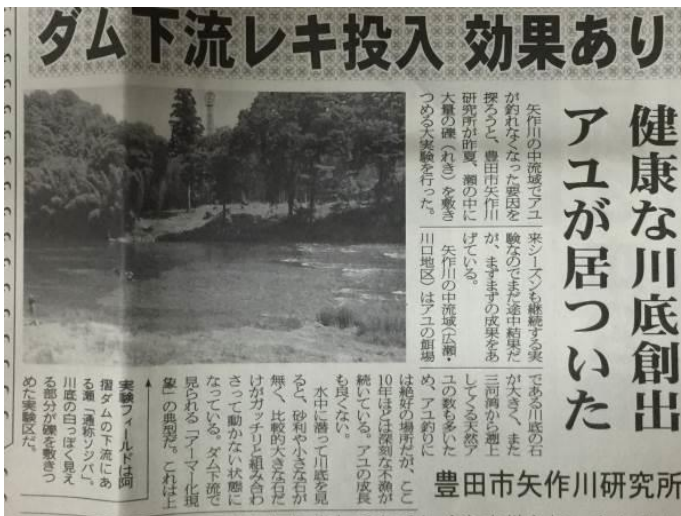 ダム下流レキ投入 効果あり
健康な川底創出
アユが居ついた
矢作川の中流域でアユ
が釣れなくなった要因を
探ろうと、豊田市矢作川
研究所が昨夏、瀬の中に
大量の礫(れき)を敷き
つめる大実験を行った。
来シーズンも継続する実
験なのでまだ途中結果だ
が、まずまずの成果をあ
げている。
矢作川の中流域(広瀬・
川口地区)はアユの餌場
である川底の石
が大きく、また
三河湾から遡上
してくる天然ア
ユの数も多いた
め、アユ釣りに
は絶好の場所だが、ここ
10年ほどは深刻な不漁が
続いている。アユの成長
も良くない。
水中に潜って川底を見
ると、砂利や小さな石が
無く、比較的大きな石だ
けがガッチリと組み合わ
さって動かない状態に
なっている。ダム下流で
見られる「アーマー化現
象」の典型だ。これは上
実験フィールドは阿
摺ダムの下流にあ
る瀬「通称ソジバ」。
川底の白っぽく見え
る部分が礫を敷きつ
めた実験区だ。
豊田市矢作川研究所